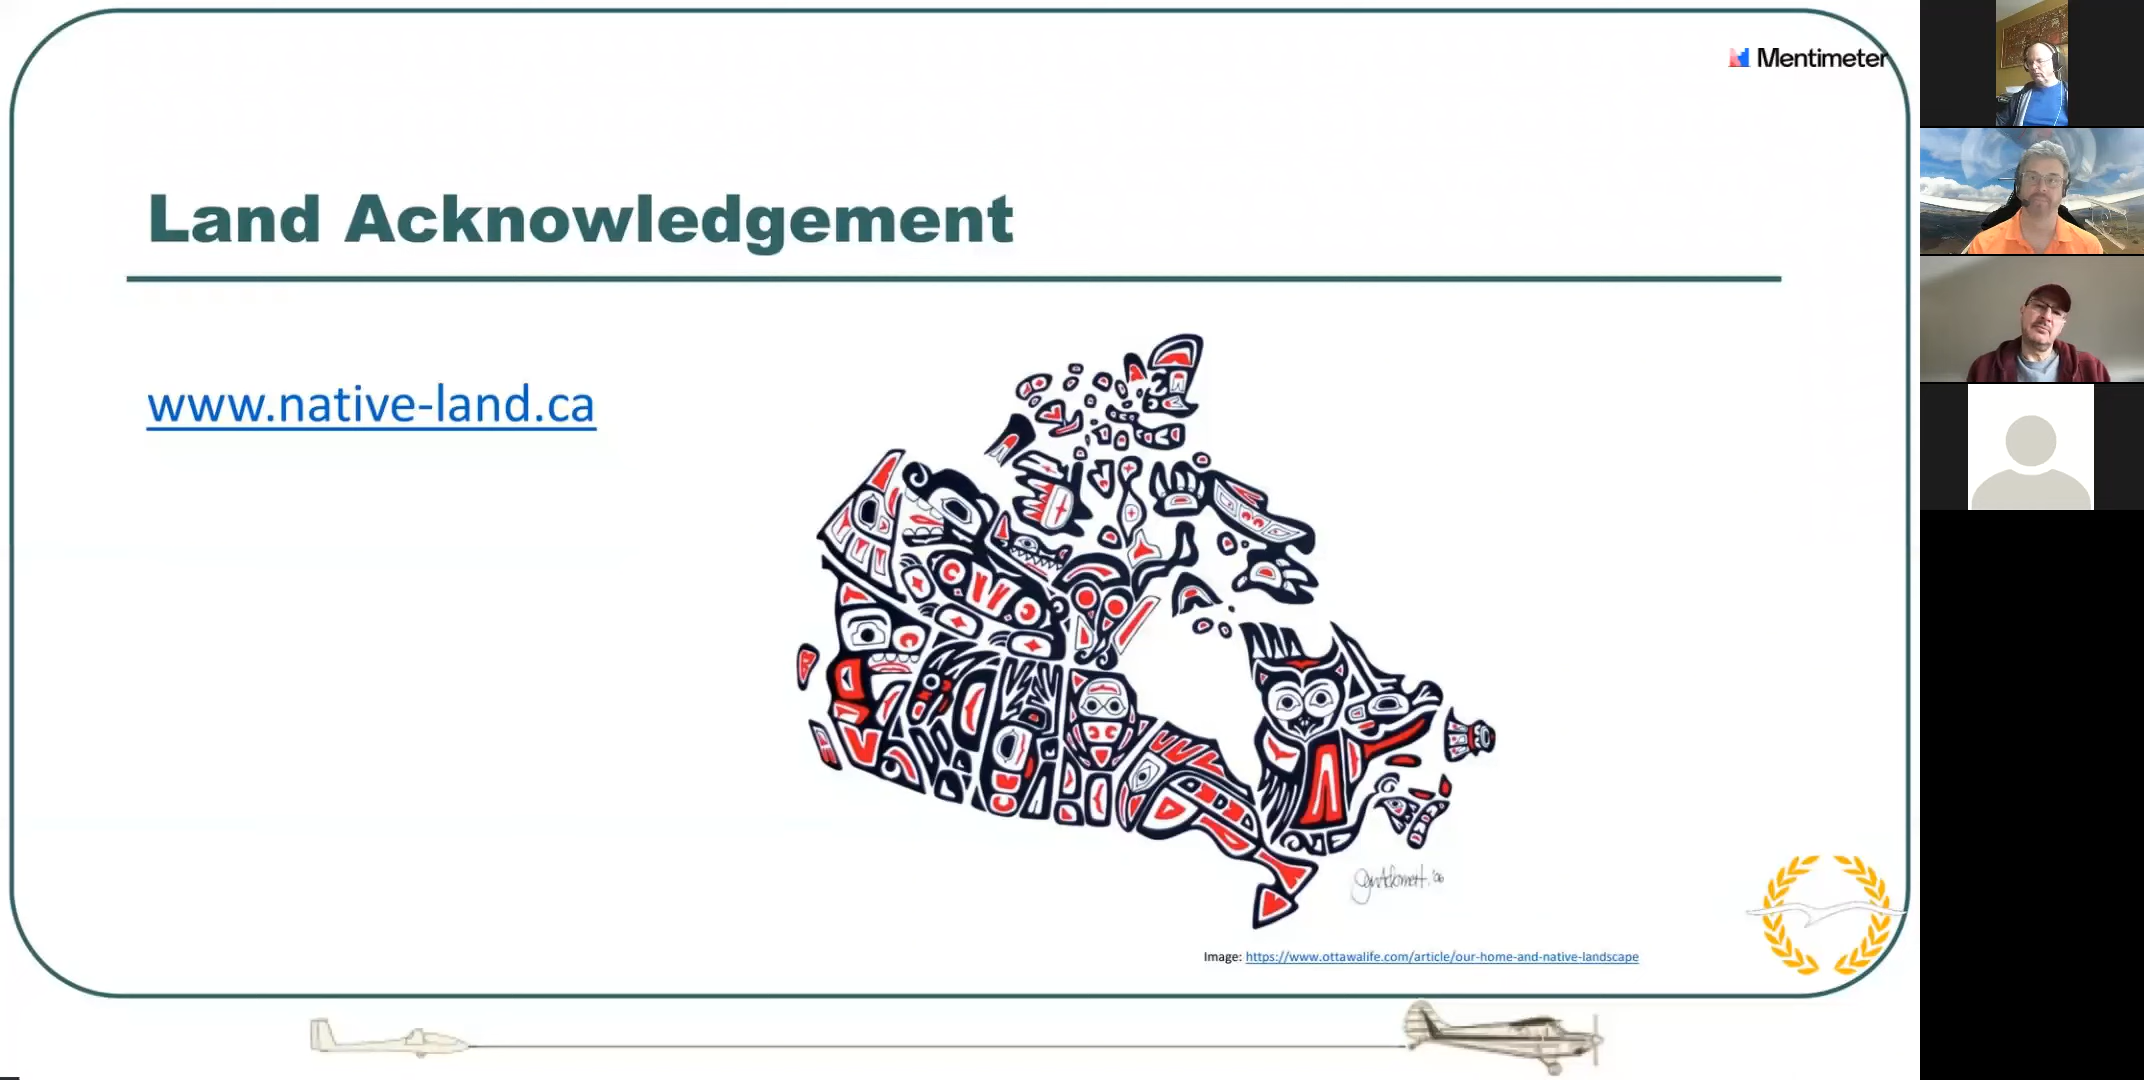 Mentimeter
Land Acknowledgement
www.native-land.ca
Image: https://www.ottawalife.com/article/our-home-and-native-landscape